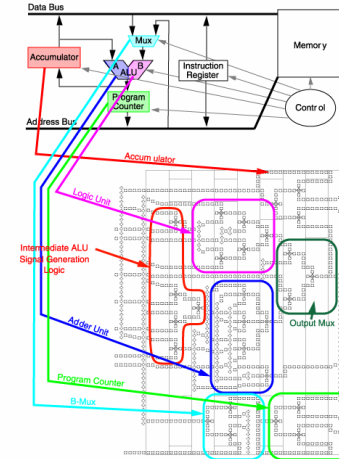 Data Bus
Mux
Memory
Accumulator
A
B
ALU
Instruction
Register
Program
Counter
Control
Address Bus
Accum ulator
Logic Unit
Intermediate ALU
Signal Generation
Logic
Output Mux
Adder Unit
Program Counter
B-Mux